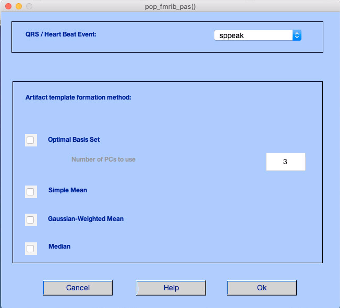 pop_fmrib_pas()
QRS / Heart Beat Event:
sppeak
Artifact template formation method:
Optimal Basis Set
Number of PCs to use
3
Simple Mean
Gaussian-Weighted Mean
Median
Cancel
Help
Ok